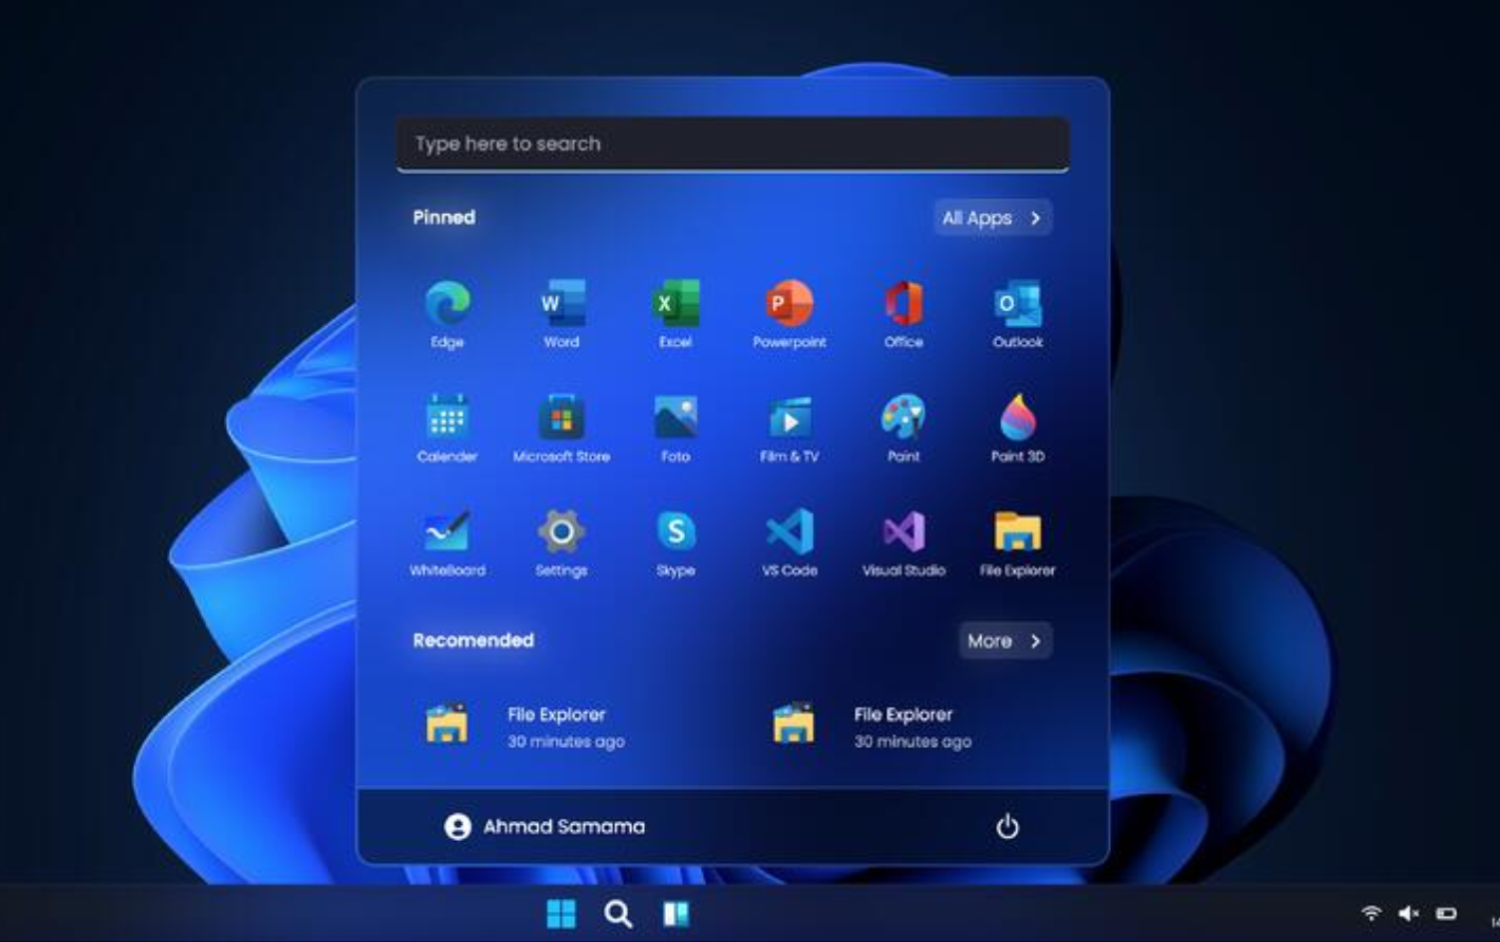 Type here to search
Pinned
All Apps
Edge
Word
Excel
Powerpoint
Office
Outlook
Calender
Microsoft Store
Foto
Film & TV
Paint
Paint 3D
WhiteBoard
Settings
Skype
VS Code
Visual Studio
File Explorer
Recomended
More
File Explorer
30 minutes ago
File Explorer
30 minutes ago
Ahmad Samama